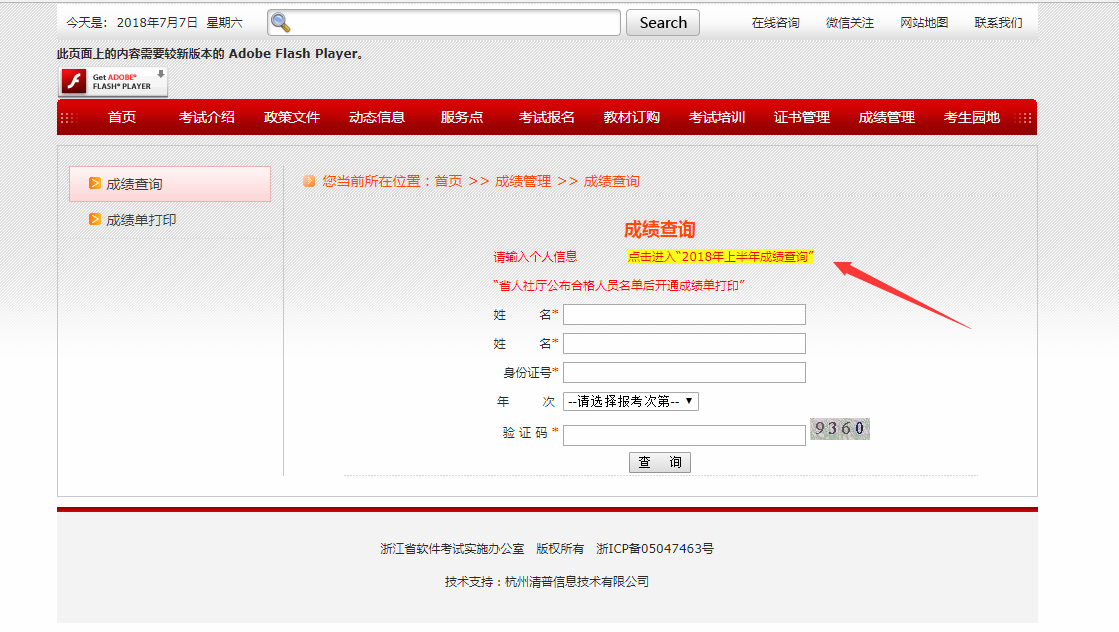 今天是: 2018年7月7日 星期六 Search 在线咨询 微信关注 网站地图 联系我们
此页面上的内容需要较新版本的 Adobe Flash Player。
Get ADOBE®
FLASH® PLAYER
首页 考试介绍 政策文件 动态信息 服务点 考试报名 教材订购 考试培训 证书管理 成绩管理 考生园地
成绩查询
成绩单打印
您当前所在位置：首页 >> 成绩管理 >> 成绩查询
成绩查询
请输入个人信息 点击进入“2018年上半年成绩查询”
“省人社厅公布合格人员名单后开通成绩单打印”
姓 名*
姓 名*
身份证号*
年 次 --请选择报考次第--
验 证 码 * 9360
查 询
浙江省软件考试实施办公室 版权所有 浙ICP备05047463号
技术支持：杭州清普信息技术有限公司